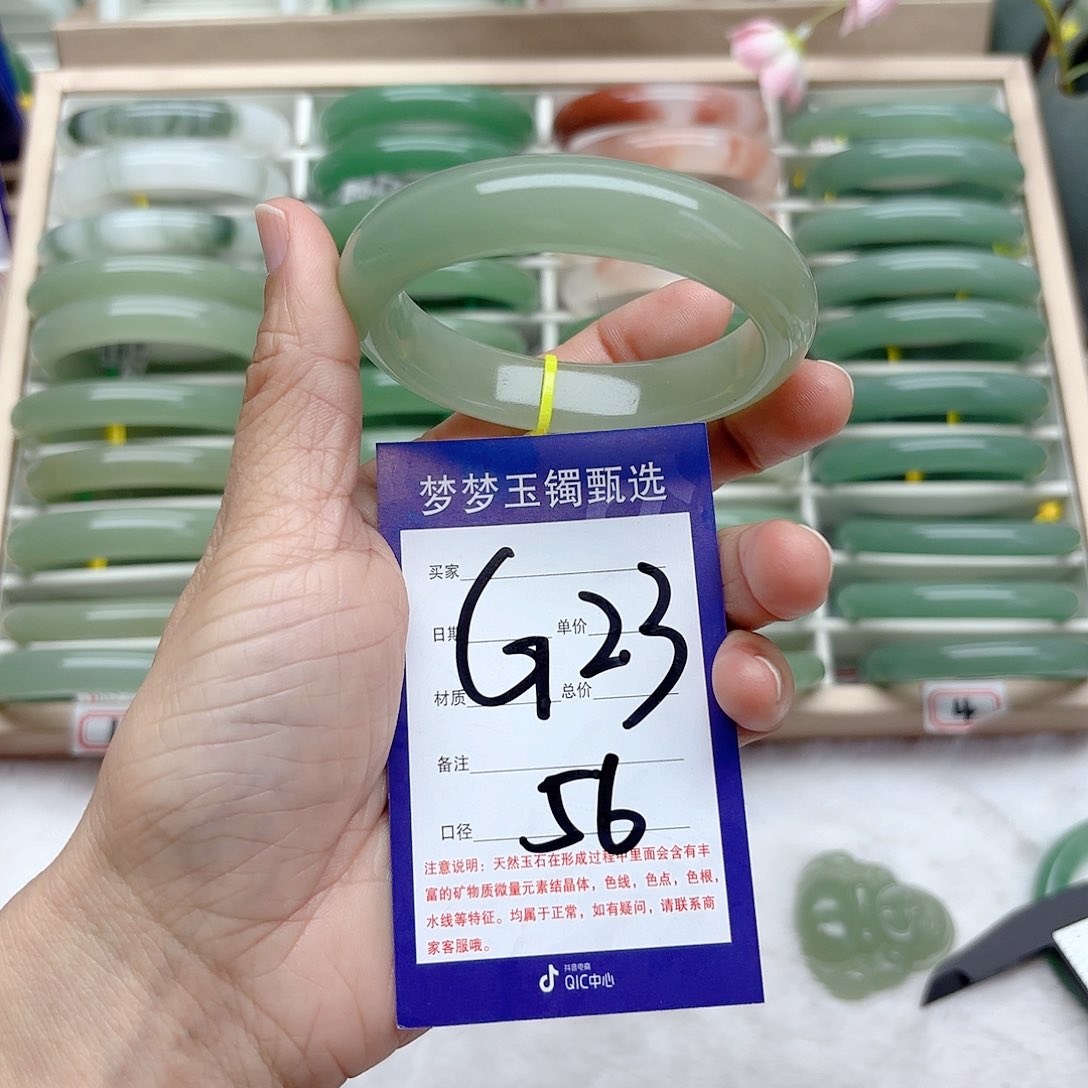 梦梦玉镯甄选
买家
G23
日期 单价
材质 总价
备注
口径 56
注意说明：天然玉石在形成过程中里面会含有丰
富的矿物质微量元素结晶体，色线，色点，色根，
水线等特征。均属于正常，如有疑问，请联系商
家客服哦。
抖音电商
QIC中心
4